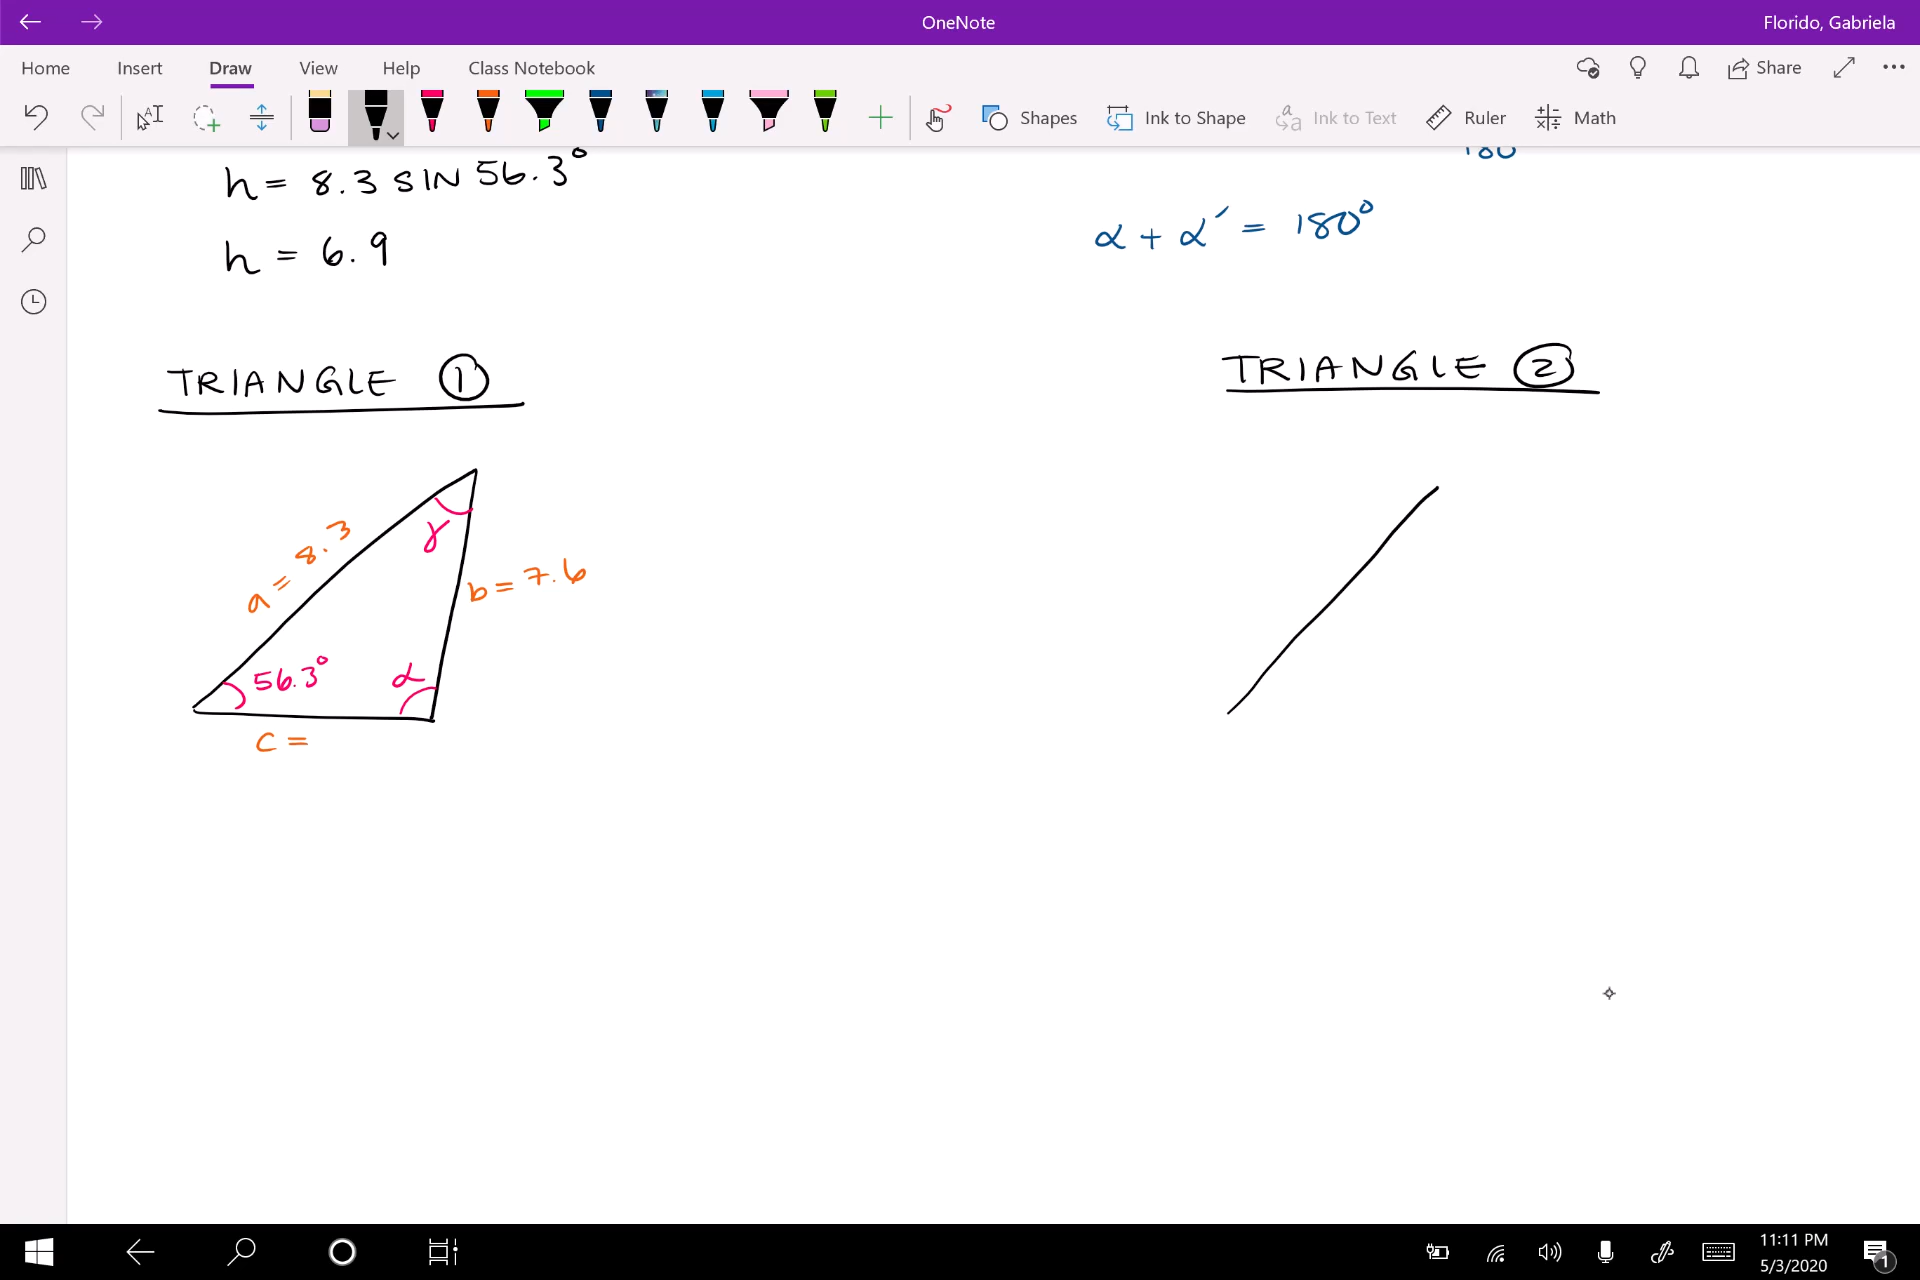 OneNote
Florido, Gabriela
Home Insert Draw View Help Class Notebook
Share
Shapes Ink to Shape Ink to Text Ruler Math
h = 8.3 SIN 56.3°
h = 6.9
180
α + α′ = 180°
TRIANGLE ①
TRIANGLE ②
a = 8.3
γ
b = 7.6
56.3°
α
c =
11:11 PM
5/3/2020
1